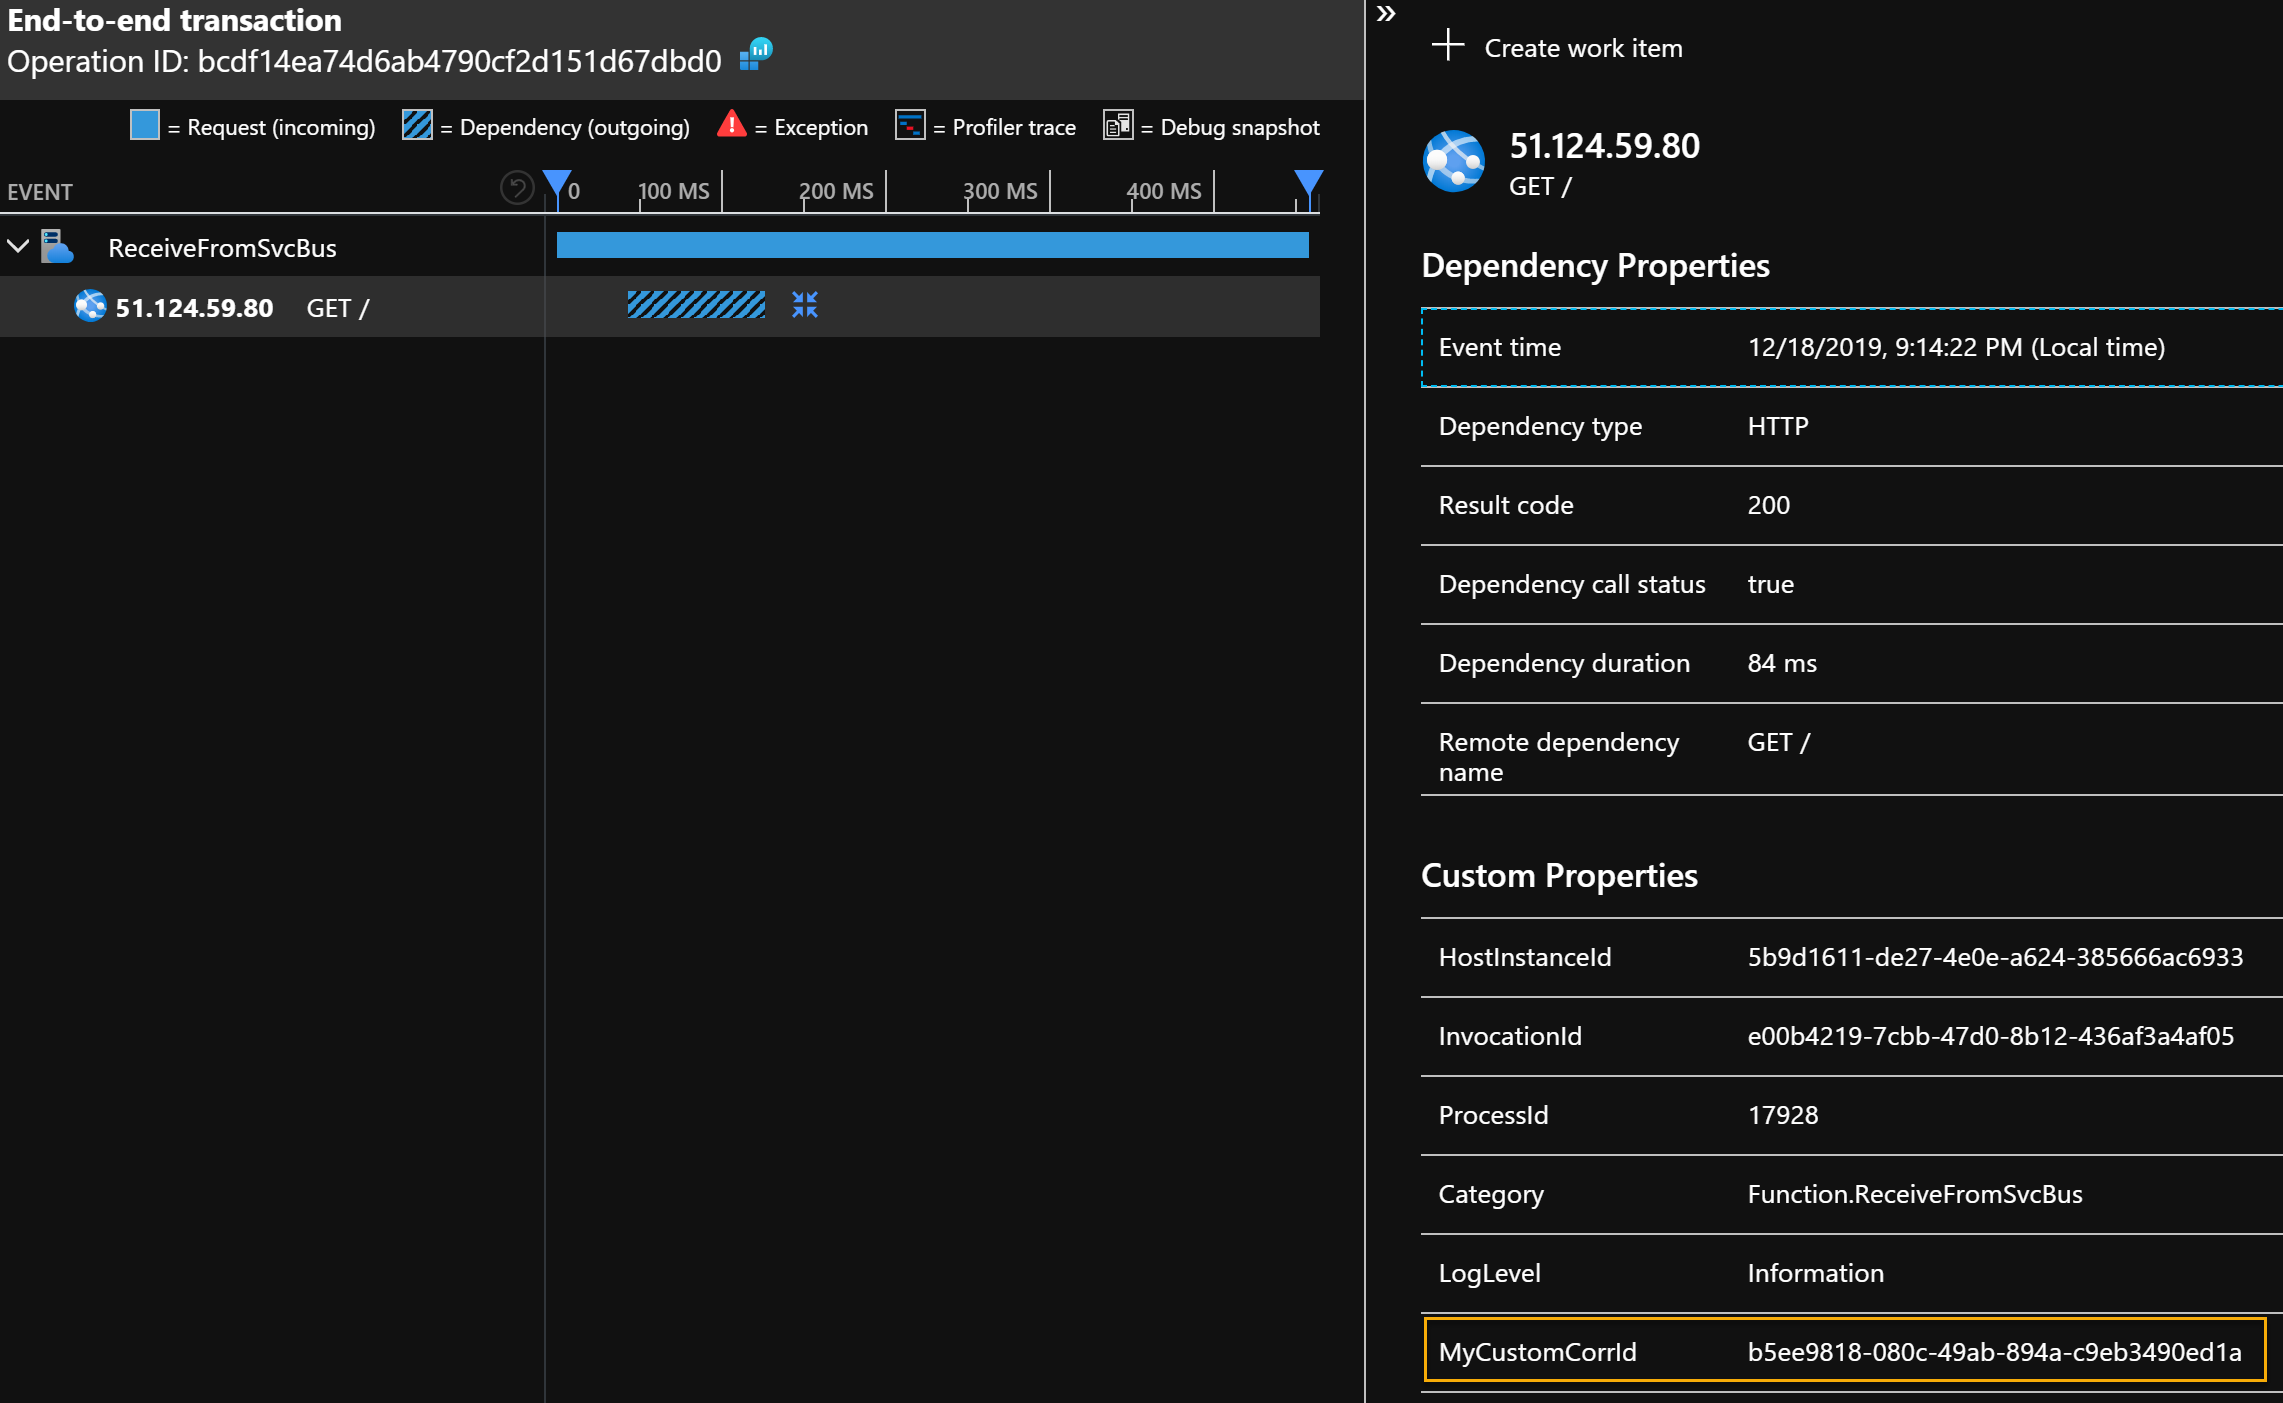 End-to-end transaction
Operation ID: bcdf14ea74d6ab4790cf2d151d67dbd0
= Request (incoming) = Dependency (outgoing) = Exception = Profiler trace = Debug snapshot
EVENT 0 100 MS 200 MS 300 MS 400 MS
ReceiveFromSvcBus
51.124.59.80 GET /
Create work item
51.124.59.80
GET /
Dependency Properties
Event time 12/18/2019, 9:14:22 PM (Local time)
Dependency type HTTP
Result code 200
Dependency call status true
Dependency duration 84 ms
Remote dependency GET /
name
Custom Properties
HostInstanceId 5b9d1611-de27-4e0e-a624-385666ac6933
InvocationId e00b4219-7cbb-47d0-8b12-436af3a4af05
ProcessId 17928
Category Function.ReceiveFromSvcBus
LogLevel Information
MyCustomCorrId b5ee9818-080c-49ab-894a-c9eb3490ed1a